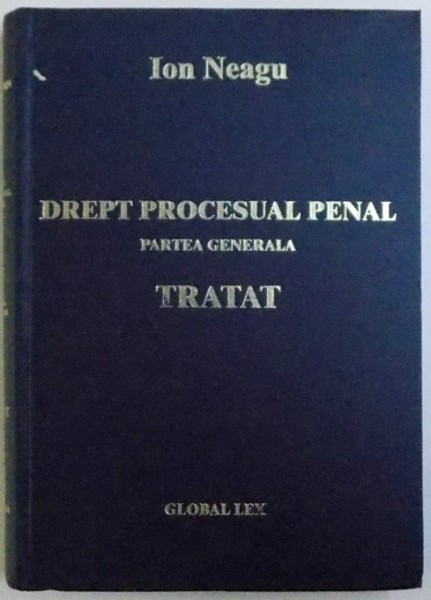 Ion Neagu
DREPT PROCESUAL PENAL
PARTEA GENERALA
TRATAT
GLOBAL LEX